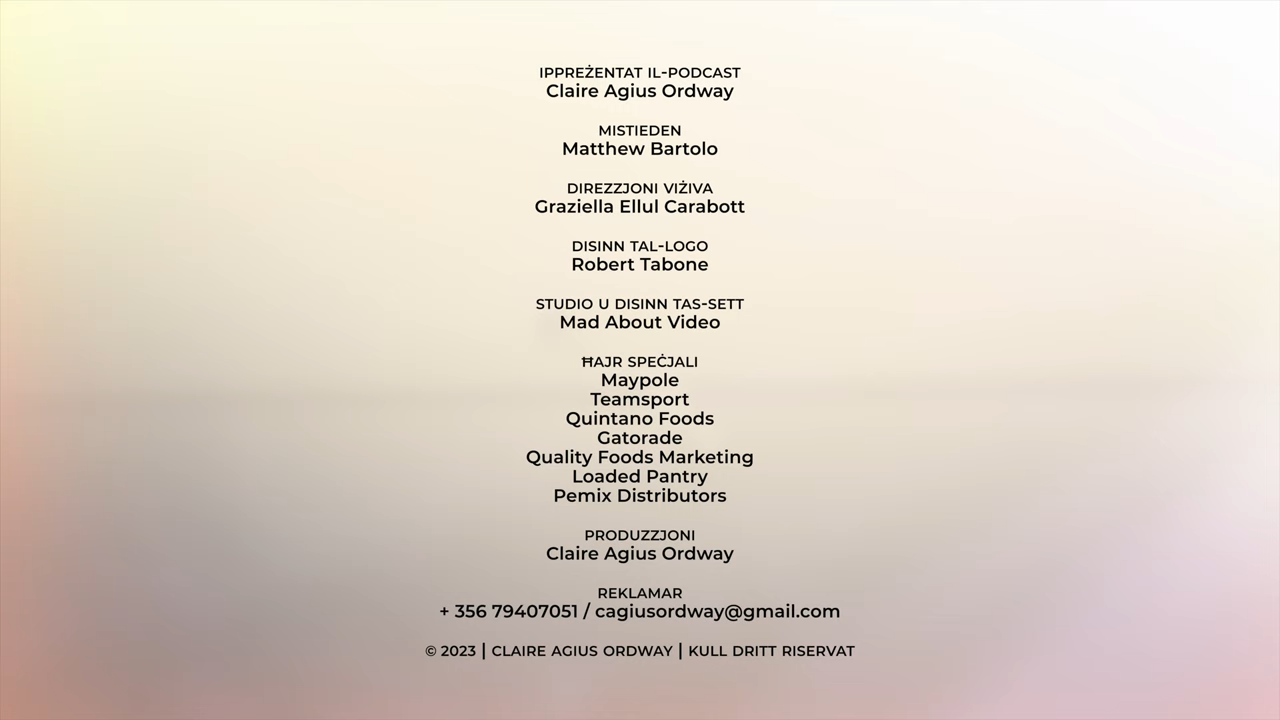 IPPREŻENTAT IL-PODCAST
Claire Agius Ordway
MISTIEDEN
Matthew Bartolo
DIREZZJONI VIŻIVA
Graziella Ellul Carabott
DISINN TAL-LOGO
Robert Tabone
STUDIO U DISINN TAS-SETT
Mad About Video
ĦAJR SPEĊJALI
Maypole
Teamsport
Quintano Foods
Gatorade
Quality Foods Marketing
Loaded Pantry
Pemix Distributors
PRODUZZJONI
Claire Agius Ordway
REKLAMAR
+ 356 79407051 / cagiusordway@gmail.com
© 2023 | CLAIRE AGIUS ORDWAY | KULL DRITT RISERVAT